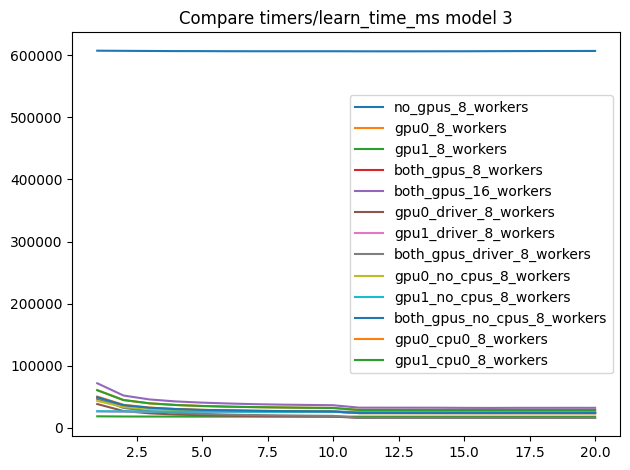 Compare timers/learn_time_ms model 3
600000
500000
400000
300000
200000
100000
0
no_gpus_8_workers
gpu0_8_workers
gpu1_8_workers
both_gpus_8_workers
both_gpus_16_workers
gpu0_driver_8_workers
gpu1_driver_8_workers
both_gpus_driver_8_workers
gpu0_no_cpus_8_workers
gpu1_no_cpus_8_workers
both_gpus_no_cpus_8_workers
gpu0_cpu0_8_workers
gpu1_cpu0_8_workers
2.5 5.0 7.5 10.0 12.5 15.0 17.5 20.0